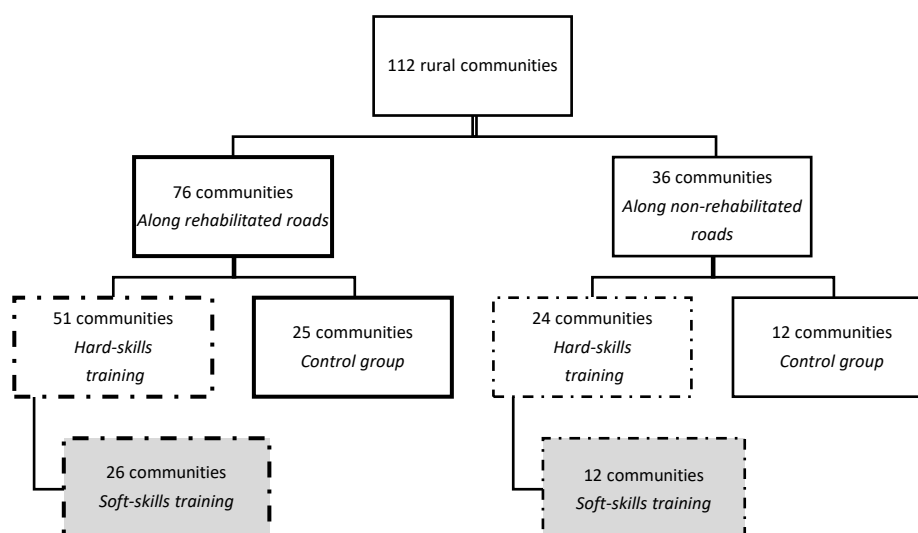 112 rural communities
76 communities
Along rehabilitated roads
36 communities
Along non-rehabilitated
roads
51 communities
Hard-skills
training
25 communities
Control group
24 communities
Hard-skills
training
12 communities
Control group
26 communities
Soft-skills training
12 communities
Soft-skills training